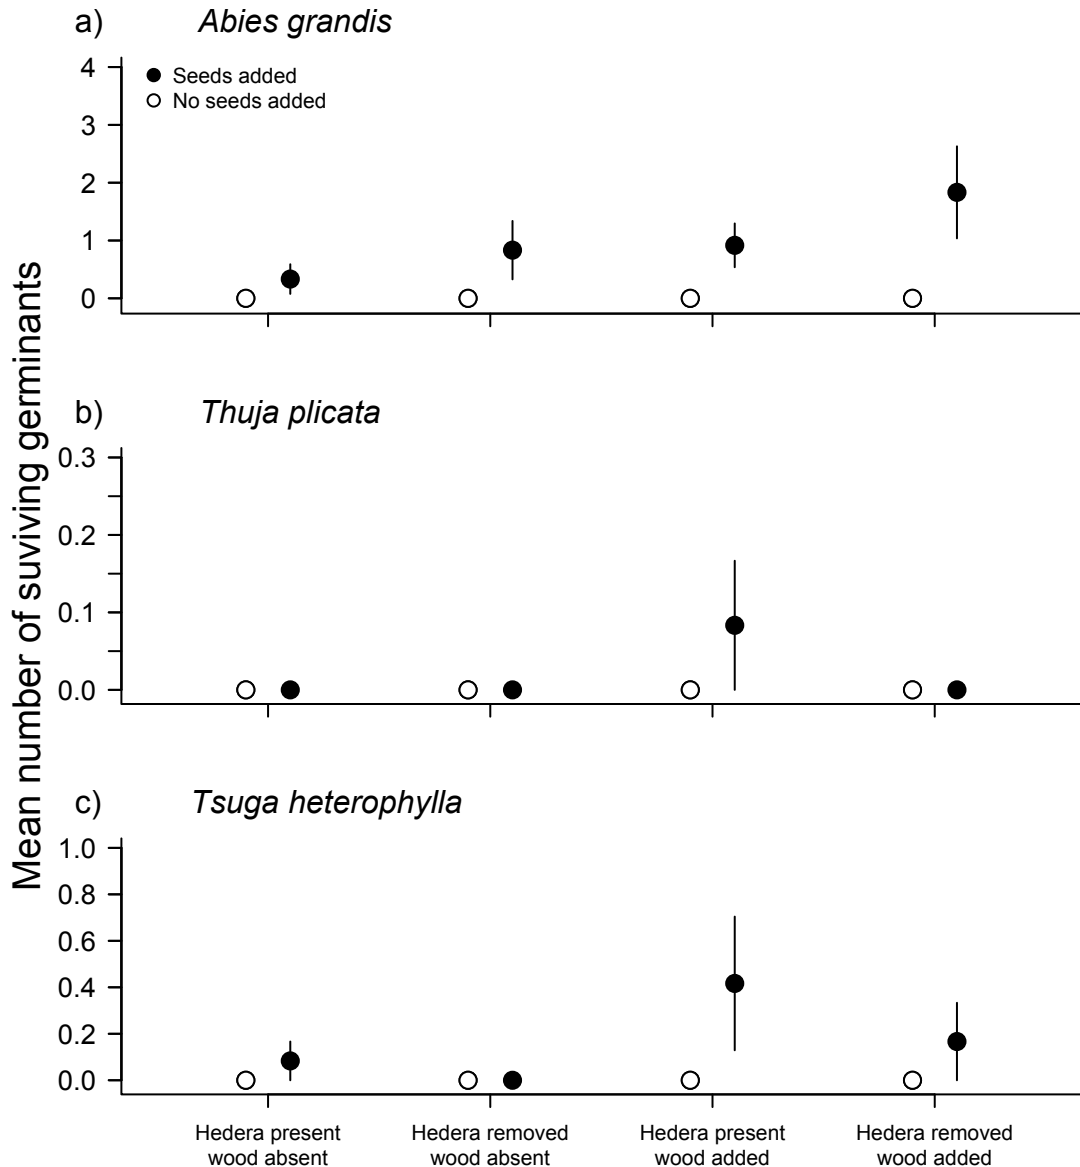 a) Abies grandis
4
3
2
1
0
Seeds added
No seeds added
Mean number of suviving germinants
b) Thuja plicata
0.3
0.2
0.1
0.0
c) Tsuga heterophylla
1.0
0.8
0.6
0.4
0.2
0.0
Hedera present
wood absent
Hedera removed
wood absent
Hedera present
wood added
Hedera removed
wood added